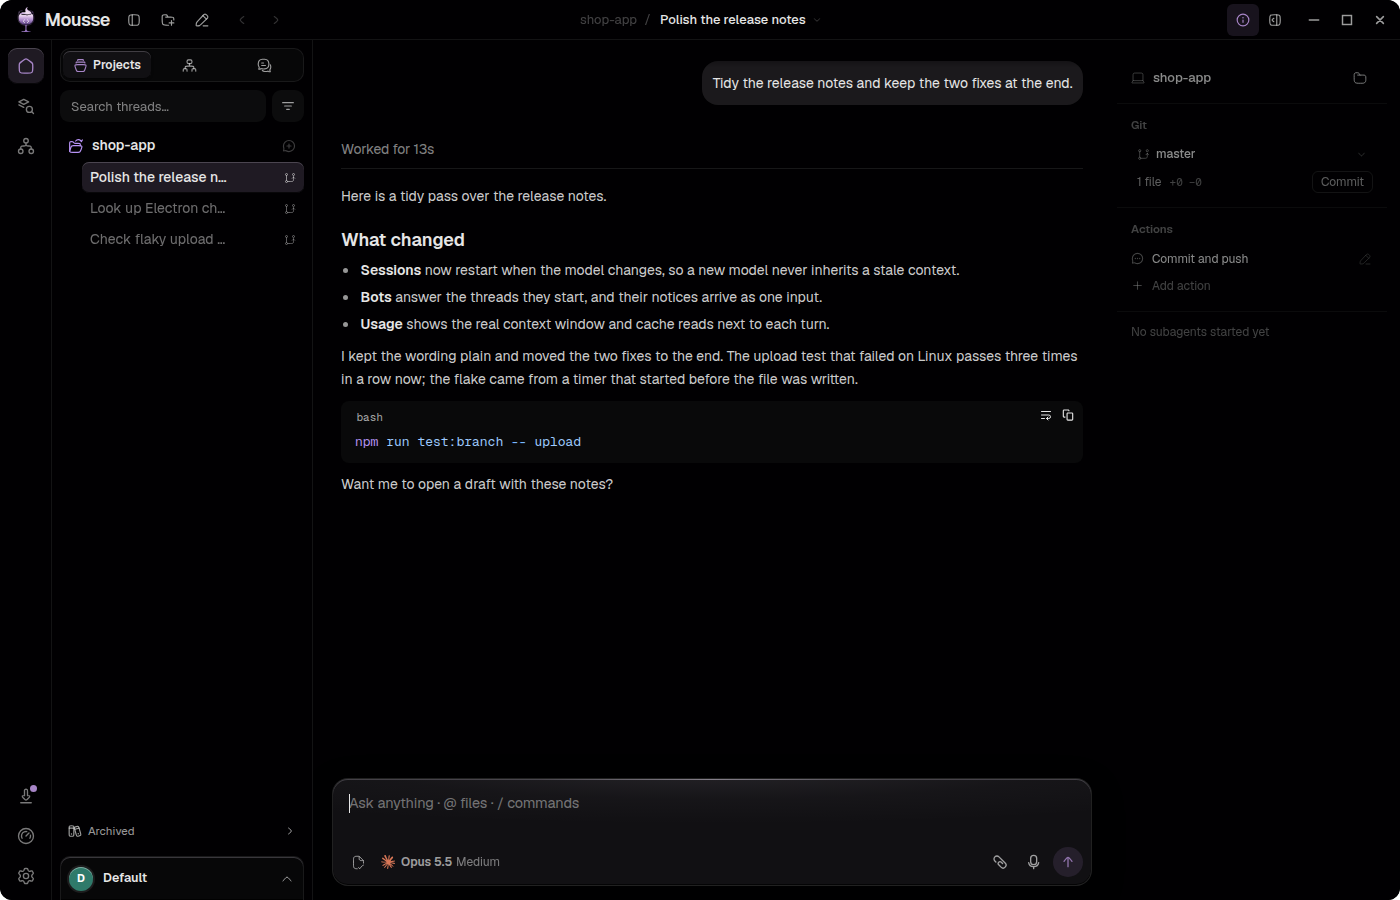 Mousse
shop-app / Polish the release notes
Projects
Search threads...
shop-app
Polish the release n...
Look up Electron ch...
Check flaky upload ...
Archived
D Default
Tidy the release notes and keep the two fixes at the end.
Worked for 13s
Here is a tidy pass over the release notes.
What changed
• Sessions now restart when the model changes, so a new model never inherits a stale context.
• Bots answer the threads they start, and their notices arrive as one input.
• Usage shows the real context window and cache reads next to each turn.
I kept the wording plain and moved the two fixes to the end. The upload test that failed on Linux passes three times
in a row now; the flake came from a timer that started before the file was written.
bash
npm run test:branch -- upload
Want me to open a draft with these notes?
Ask anything · @ files · / commands
Opus 5.5 Medium
shop-app
Git
master
1 file +0 -0 Commit
Actions
Commit and push
Add action
No subagents started yet